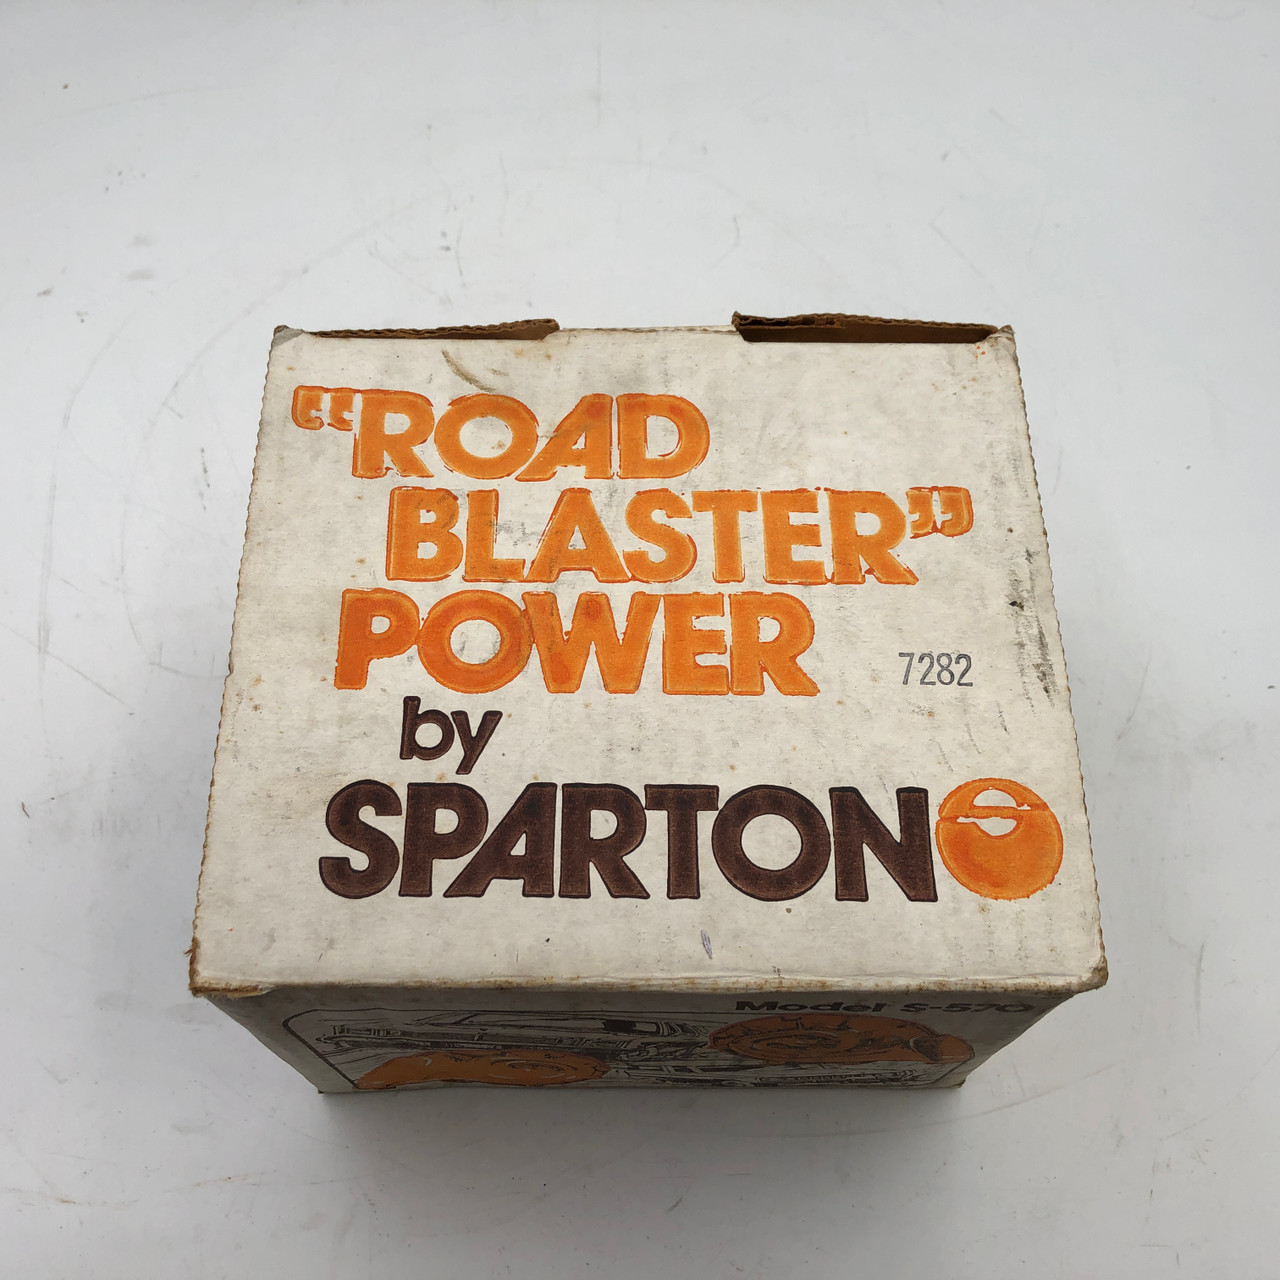 “ROAD
BLASTER”
POWER
7282
by
SPARTON S
Model S-570